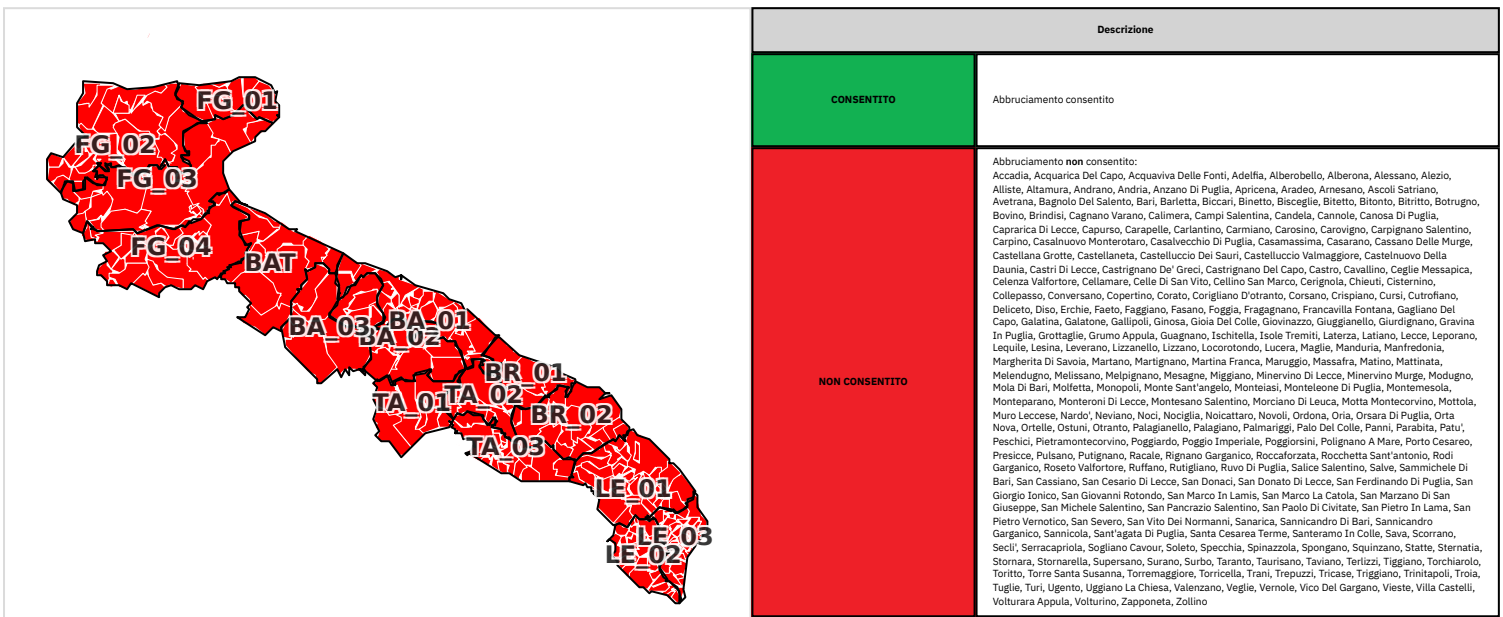 FG_01
FG_02
FG_03
FG_04
BAT
BA_01
BA_03
BA_02
BR_01
TA_02
TA_01
BR_02
TA_03
LE_01
LE_03
LE_02
Descrizione
CONSENTITO
Abbruciamento consentito
NON CONSENTITO
Abbruciamento non consentito:
Accadia, Acquarica Del Capo, Acquaviva Delle Fonti, Adelfia, Alberobello, Alberona, Alessano, Alezio,
Alliste, Altamura, Andrano, Andria, Anzano Di Puglia, Apricena, Aradeo, Arnesano, Ascoli Satriano,
Avetrana, Bagnolo Del Salento, Bari, Barletta, Biccari, Binetto, Bisceglie, Bitetto, Bitonto, Bitritto, Botrugno,
Bovino, Brindisi, Cagnano Varano, Calimera, Campi Salentina, Candela, Cannole, Canosa Di Puglia,
Caprarica Di Lecce, Capurso, Carapelle, Carlantino, Carmiano, Carosino, Carovigno, Carpignano Salentino,
Carpino, Casalnuovo Monterotaro, Casalvecchio Di Puglia, Casamassima, Casarano, Cassano Delle Murge,
Castellana Grotte, Castellaneta, Castelluccio Dei Sauri, Castelluccio Valmaggiore, Castelnuovo Della
Daunia, Castri Di Lecce, Castrignano De' Greci, Castrignano Del Capo, Castro, Cavallino, Ceglie Messapica,
Celenza Valfortore, Cellamare, Celle Di San Vito, Cellino San Marco, Cerignola, Chieuti, Cisternino,
Collepasso, Conversano, Copertino, Corato, Corigliano D'otranto, Corsano, Crispiano, Cursi, Cutrofiano,
Deliceto, Diso, Erchie, Faeto, Faggiano, Fasano, Foggia, Fragagnano, Francavilla Fontana, Gagliano Del
Capo, Galatina, Galatone, Gallipoli, Ginosa, Gioia Del Colle, Giovinazzo, Giuggianello, Giurdignano, Gravina
In Puglia, Grottaglie, Grumo Appula, Guagnano, Ischitella, Isole Tremiti, Laterza, Latiano, Lecce, Leporano,
Lequile, Lesina, Leverano, Lizzanello, Lizzano, Locorotondo, Lucera, Maglie, Manduria, Manfredonia,
Margherita Di Savoia, Martano, Martignano, Martina Franca, Maruggio, Massafra, Matino, Mattinata,
Melendugno, Melissano, Melpignano, Mesagne, Miggiano, Minervino Di Lecce, Minervino Murge, Modugno,
Mola Di Bari, Molfetta, Monopoli, Monte Sant'angelo, Monteiasi, Monteleone Di Puglia, Montemesola,
Monteparano, Monteroni Di Lecce, Montesano Salentino, Morciano Di Leuca, Motta Montecorvino, Mottola,
Muro Leccese, Nardo', Neviano, Noci, Nociglia, Noicattaro, Novoli, Ordona, Oria, Orsara Di Puglia, Orta
Nova, Ortelle, Ostuni, Otranto, Palagianello, Palagiano, Palmariggi, Palo Del Colle, Panni, Parabita, Patu',
Peschici, Pietramontecorvino, Poggiardo, Poggio Imperiale, Poggiorsini, Polignano A Mare, Porto Cesareo,
Presicce, Pulsano, Putignano, Racale, Rignano Garganico, Roccaforzata, Rocchetta Sant'antonio, Rodi
Garganico, Roseto Valfortore, Ruffano, Rutigliano, Ruvo Di Puglia, Salice Salentino, Salve, Sammichele Di
Bari, San Cassiano, San Cesario Di Lecce, San Donaci, San Donato Di Lecce, San Ferdinando Di Puglia, San
Giorgio Ionico, San Giovanni Rotondo, San Marco In Lamis, San Marco La Catola, San Marzano Di San
Giuseppe, San Michele Salentino, San Pancrazio Salentino, San Paolo Di Civitate, San Pietro In Lama, San
Pietro Vernotico, San Severo, San Vito Dei Normanni, Sanarica, Sannicandro Di Bari, Sannicandro
Garganico, Sannicola, Sant'agata Di Puglia, Santa Cesarea Terme, Santeramo In Colle, Sava, Scorrano,
Secli', Serracapriola, Sogliano Cavour, Soleto, Specchia, Spinazzola, Spongano, Squinzano, Statte, Sternatia,
Stornara, Stornarella, Supersano, Surano, Surbo, Taranto, Taurisano, Taviano, Terlizzi, Tiggiano, Torchiarolo,
Toritto, Torre Santa Susanna, Torremaggiore, Torricella, Trani, Trepuzzi, Tricase, Triggiano, Trinitapoli, Troia,
Tuglie, Turi, Ugento, Uggiano La Chiesa, Valenzano, Veglie, Vernole, Vico Del Gargano, Vieste, Villa Castelli,
Volturara Appula, Volturino, Zapponeta, Zollino